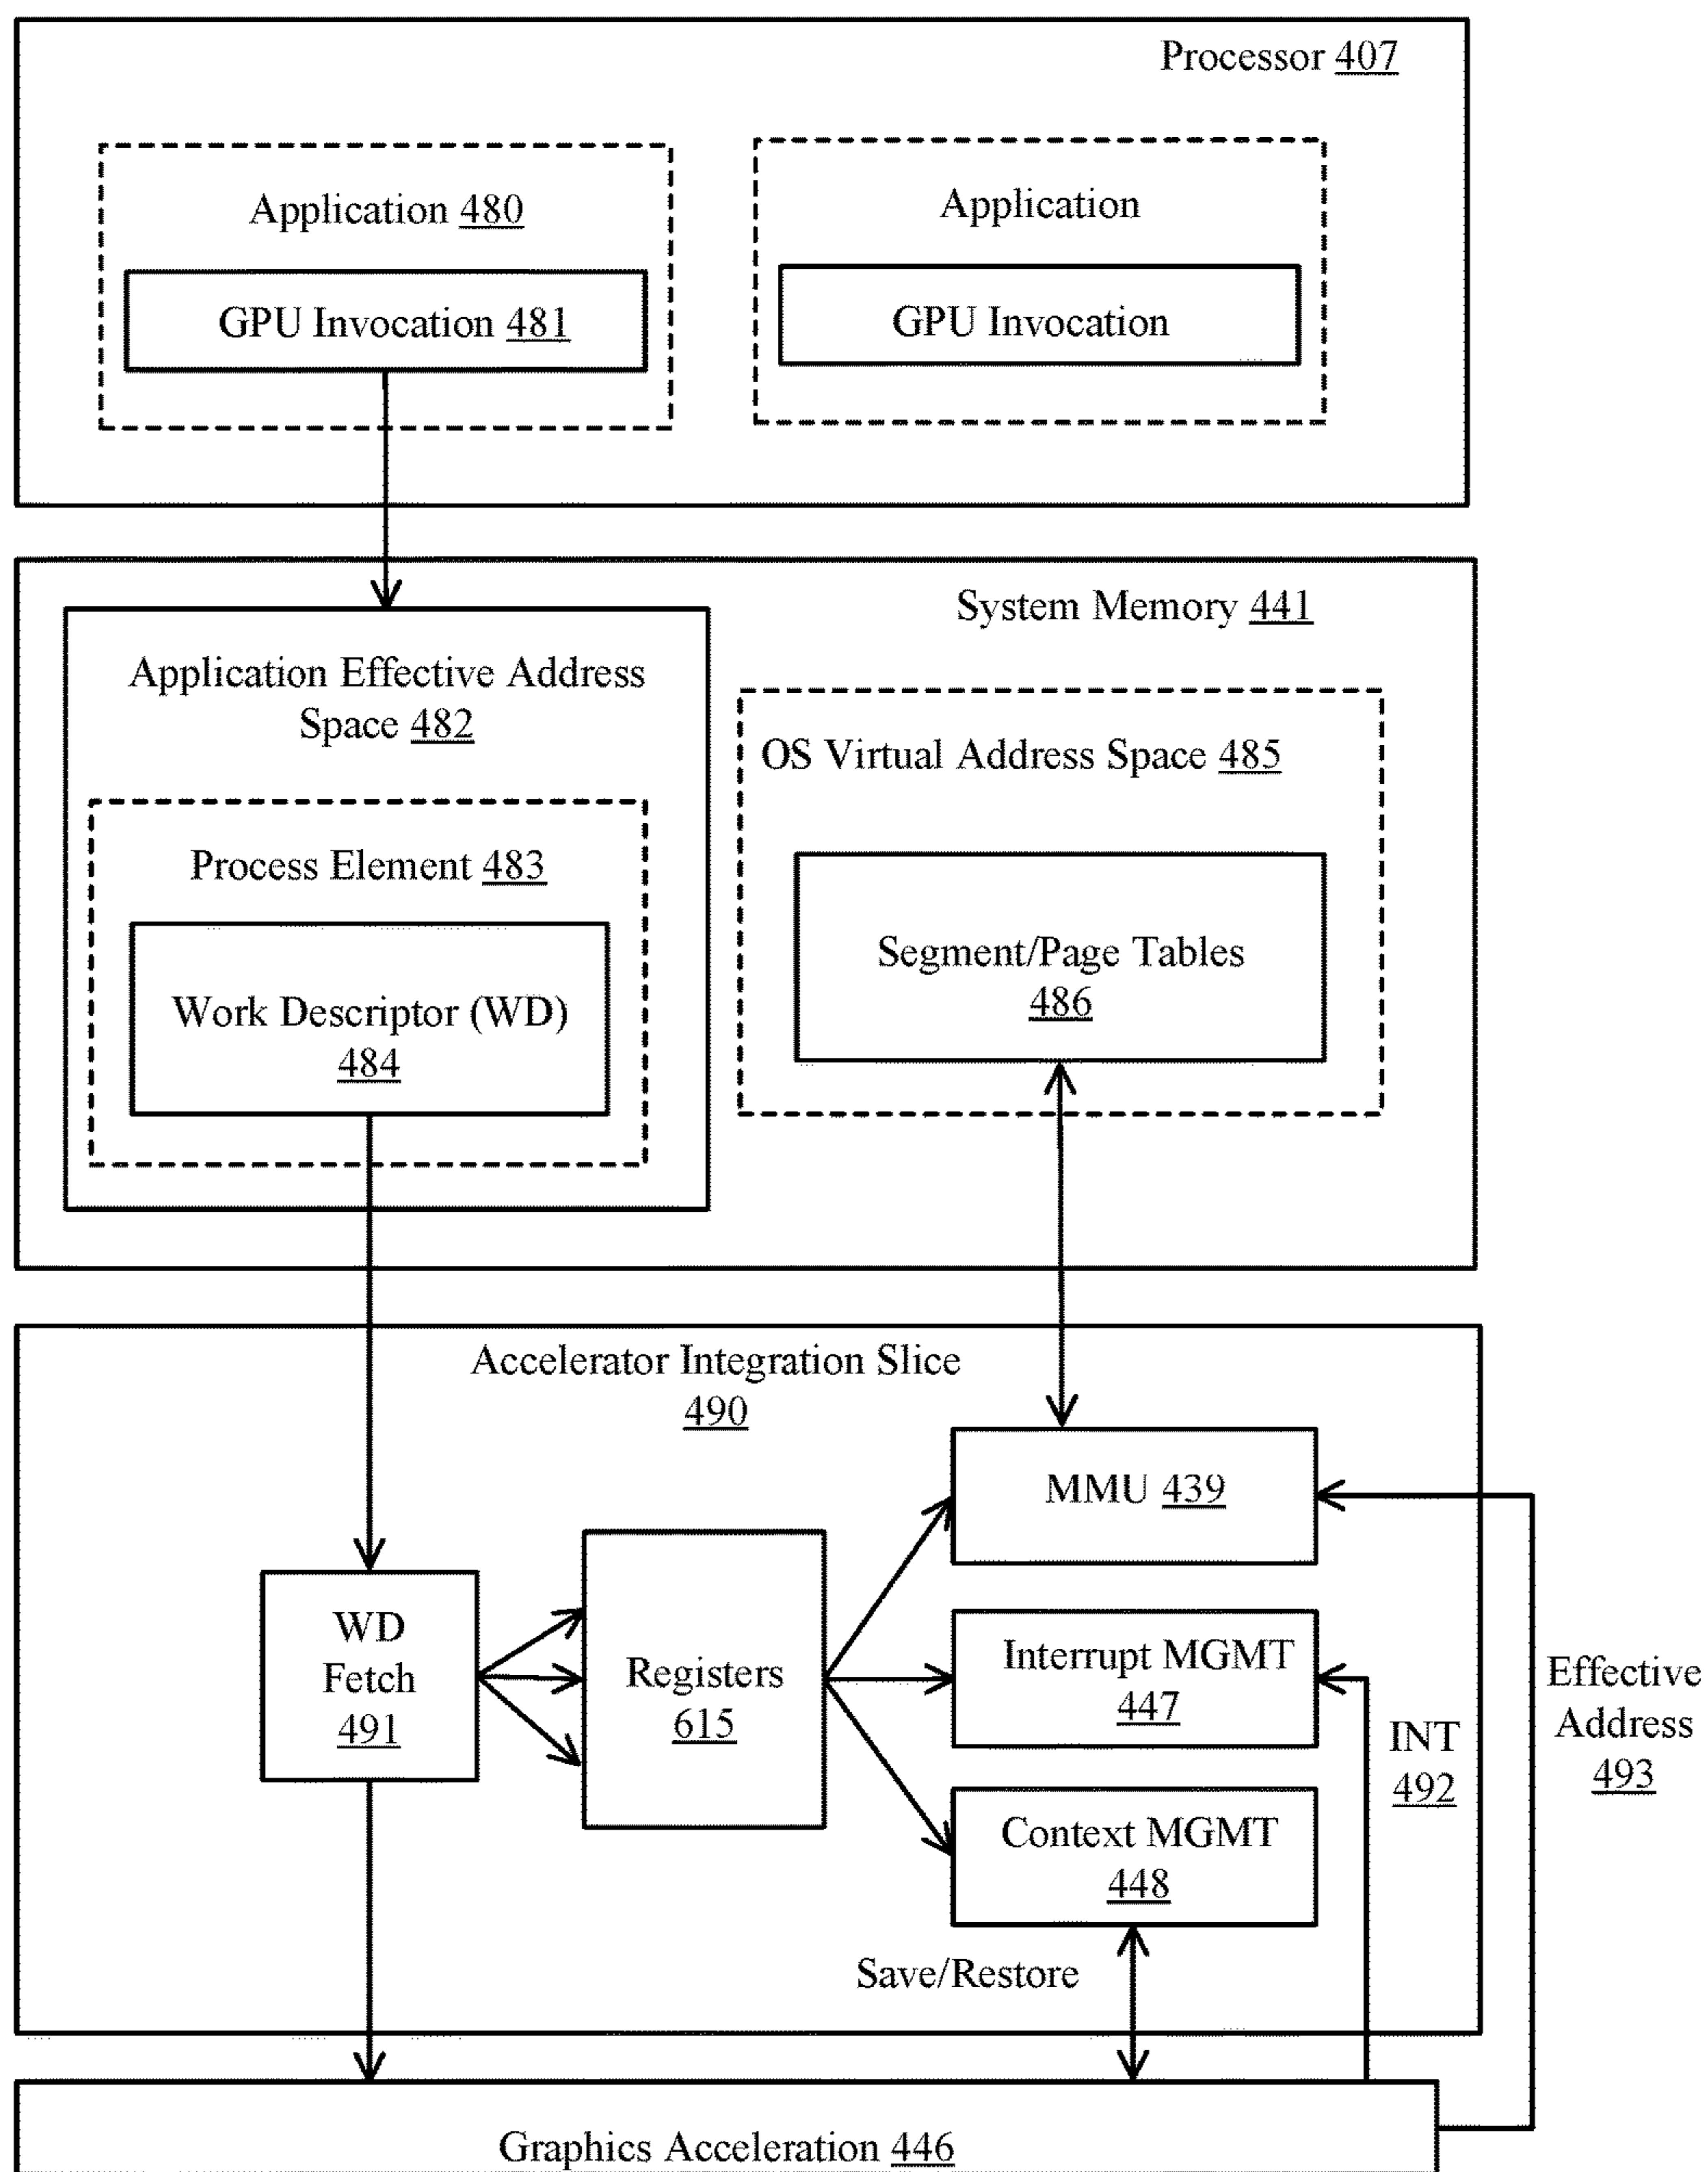 Processor 407
Application 480
GPU Invocation 481
Application
GPU Invocation
System Memory 441
Application Effective Address
Space 482
Process Element 483
Work Descriptor (WD)
484
OS Virtual Address Space 485
Segment/Page Tables
486
Accelerator Integration Slice
490
WD
Fetch
491
Registers
615
MMU 439
Interrupt MGMT
447
Context MGMT
448
Save/Restore
INT
492
Effective
Address
493
Graphics Acceleration 446